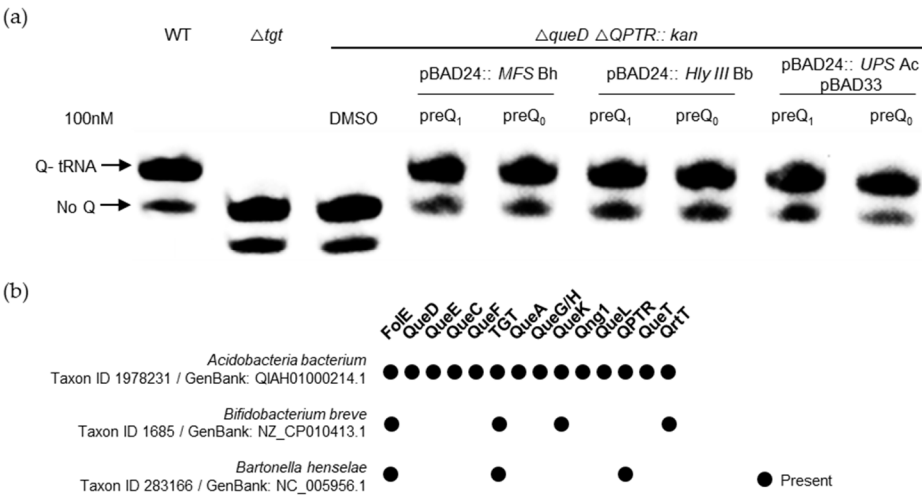 (a)
WT
△tgt
△queD △QPTR:: kan
pBAD24:: MFS Bh
pBAD24:: Hly III Bb
pBAD24:: UPS Ac
pBAD33
100nM
DMSO
preQ₁
preQ₀
preQ₁
preQ₀
preQ₁
preQ₀
Q- tRNA
No Q
(b)
FolE
QueD
QueE
QueC
QueF
TGT
QueA
QueG/H
QueK
Qng1
QueL
QPTR
QueT
QrtT
Acidobacteria bacterium
Taxon ID 1978231 / GenBank: QIAH01000214.1
Bifidobacterium breve
Taxon ID 1685 / GenBank: NZ_CP010413.1
Bartonella henselae
Taxon ID 283166 / GenBank: NC_005956.1
Present